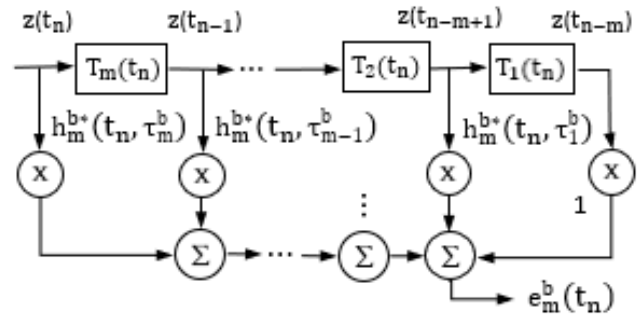 z(tₙ) z(tₙ₋₁) z(tₙ₋ₘ₊₁) z(tₙ₋ₘ)
Tₘ(tₙ) ... T₂(tₙ) T₁(tₙ)
hₘᵇ*(tₙ, τₘᵇ) hₘᵇ*(tₙ, τₘ₋₁ᵇ) hₘᵇ*(tₙ, τ₁ᵇ)
x x x x
⋮ 1
Σ ... Σ Σ
eₘᵇ(tₙ)